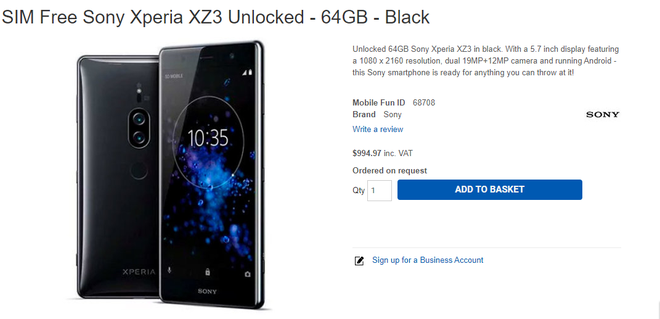 SIM Free Sony Xperia XZ3 Unlocked - 64GB - Black
Unlocked 64GB Sony Xperia XZ3 in black. With a 5.7 inch display featuring
a 1080 x 2160 resolution, dual 19MP+12MP camera and running Android -
this Sony smartphone is ready for anything you can throw at it!
Mobile Fun ID 68708
Brand Sony
SONY
Write a review
$994.97 inc. VAT
Ordered on request
Qty 1 ADD TO BASKET
Sign up for a Business Account
10:35
XPERIA
SONY